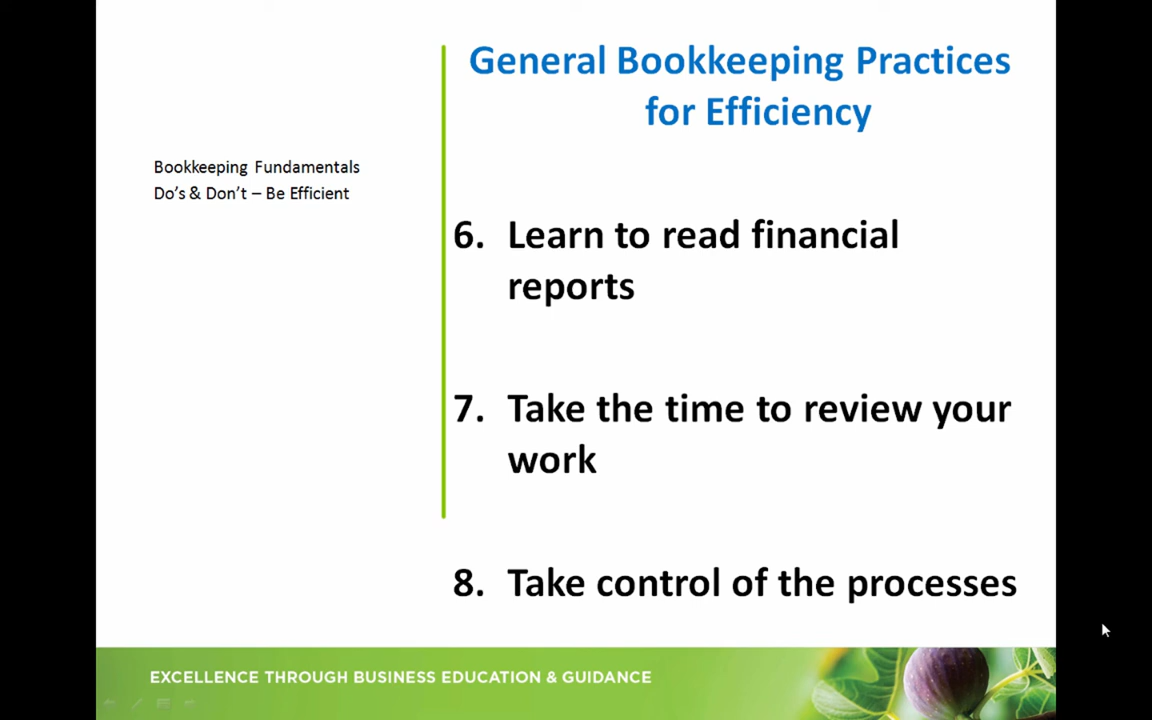 General Bookkeeping Practices
for Efficiency
Bookkeeping Fundamentals
Do's & Don't – Be Efficient
6. Learn to read financial
reports
7. Take the time to review your
work
8. Take control of the processes
EXCELLENCE THROUGH BUSINESS EDUCATION & GUIDANCE